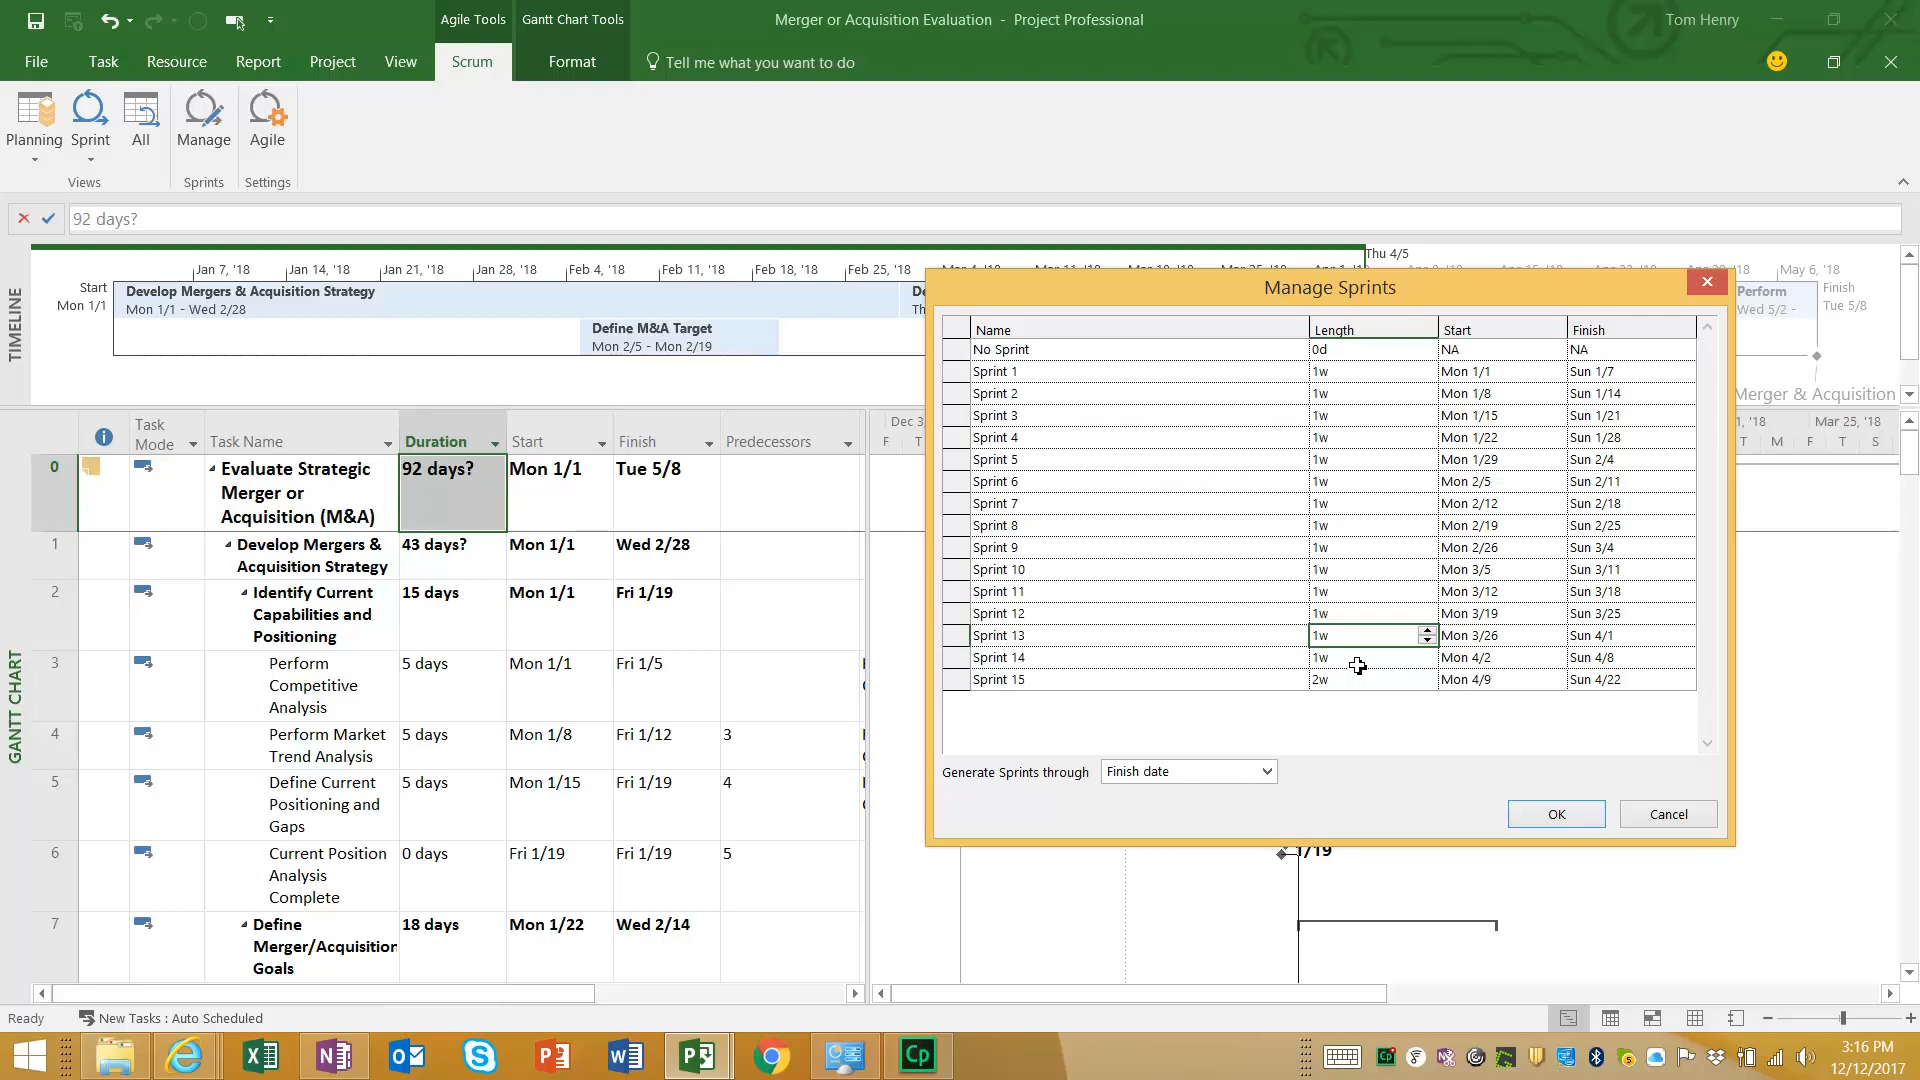 Agile Tools
Gantt Chart Tools
Merger or Acquisition Evaluation - Project Professional
Tom Henry
File
Task
Resource
Report
Project
View
Scrum
Format
Tell me what you want to do
Planning
Sprint
All
Manage
Agile
Views
Sprints
Settings
92 days?
TIMELINE
Thu 4/5
Jan 7, '18
Jan 14, '18
Jan 21, '18
Jan 28, '18
Feb 4, '18
Feb 11, '18
Feb 18, '18
Feb 25, '18
May 6, '18
Start
Mon 1/1
Develop Mergers & Acquisition Strategy
Mon 1/1 - Wed 2/28
Define M&A Target
Mon 2/5 - Mon 2/19
Perform
Wed 5/2 -
Finish
Tue 5/8
Merger & Acquisition
GANTT CHART
Task
Mode
Task Name
Duration
Start
Finish
Predecessors
0
Evaluate Strategic
Merger or
Acquisition (M&A)
92 days?
Mon 1/1
Tue 5/8
1
Develop Mergers &
Acquisition Strategy
43 days?
Mon 1/1
Wed 2/28
2
Identify Current
Capabilities and
Positioning
15 days
Mon 1/1
Fri 1/19
3
Perform
Competitive
Analysis
5 days
Mon 1/1
Fri 1/5
4
Perform Market
Trend Analysis
5 days
Mon 1/8
Fri 1/12
3
5
Define Current
Positioning and
Gaps
5 days
Mon 1/15
Fri 1/19
4
6
Current Position
Analysis
Complete
0 days
Fri 1/19
Fri 1/19
5
7
Define
Merger/Acquisition
Goals
18 days
Mon 1/22
Wed 2/14
Dec 3
F T
1, '18
Mar 25, '18
T M F T S
1/19
Manage Sprints
Name Length Start Finish
No Sprint 0d NA NA
Sprint 1 1w Mon 1/1 Sun 1/7
Sprint 2 1w Mon 1/8 Sun 1/14
Sprint 3 1w Mon 1/15 Sun 1/21
Sprint 4 1w Mon 1/22 Sun 1/28
Sprint 5 1w Mon 1/29 Sun 2/4
Sprint 6 1w Mon 2/5 Sun 2/11
Sprint 7 1w Mon 2/12 Sun 2/18
Sprint 8 1w Mon 2/19 Sun 2/25
Sprint 9 1w Mon 2/26 Sun 3/4
Sprint 10 1w Mon 3/5 Sun 3/11
Sprint 11 1w Mon 3/12 Sun 3/18
Sprint 12 1w Mon 3/19 Sun 3/25
Sprint 13 1w Mon 3/26 Sun 4/1
Sprint 14 1w Mon 4/2 Sun 4/8
Sprint 15 2w Mon 4/9 Sun 4/22
Generate Sprints through
Finish date
OK
Cancel
Ready
New Tasks : Auto Scheduled
Cp
3:16 PM
12/12/2017